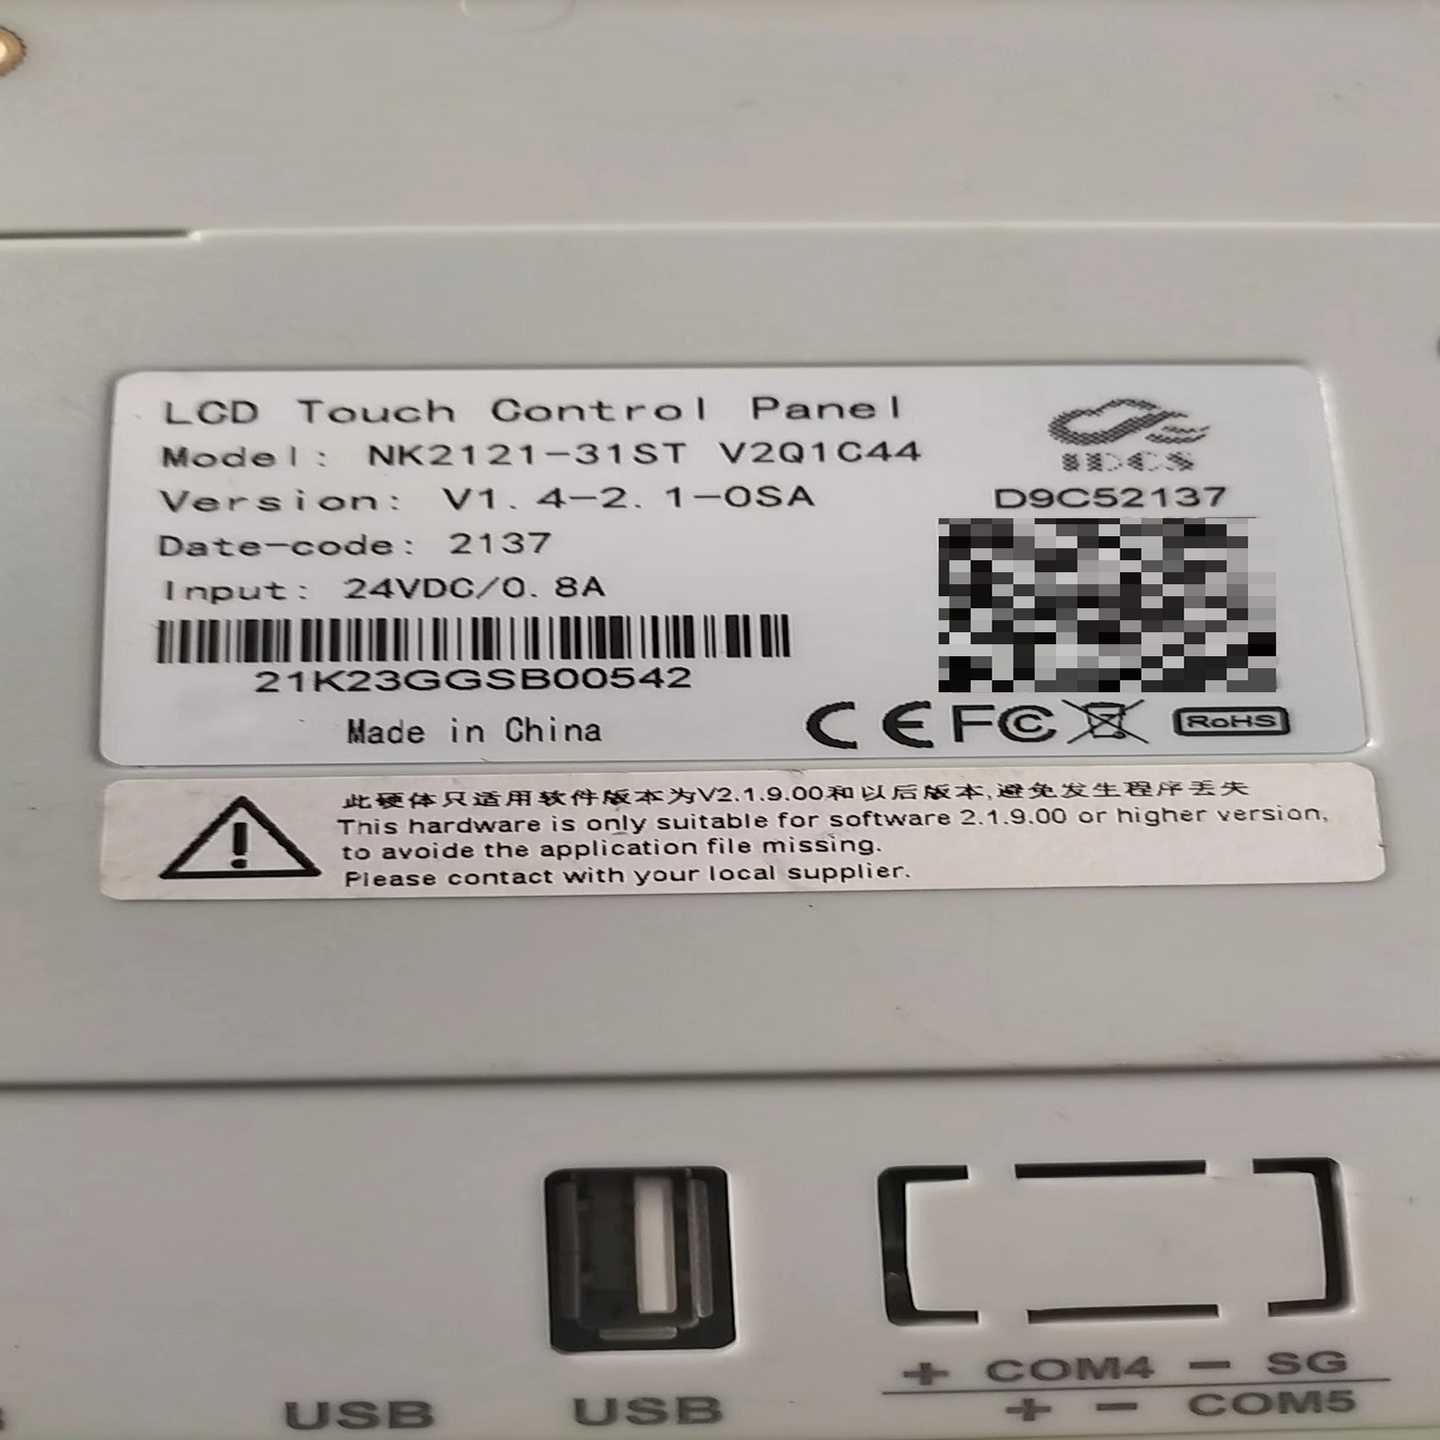 LCD Touch Control Panel
Model: NK2121-31ST V2Q1C44
Version: V1.4-2.1-0SA
Date-code: 2137
Input: 24VDC/0.8A
21K23GGSB00542
Made in China
IDCS
D9C52137
CE FC RoHS
此硬体只适用软件版本为V2.1.9.00和以后版本,避免发生程序丢失
This hardware is only suitable for software 2.1.9.00 or higher version,
to avoide the application file missing.
Please contact with your local supplier.
USB USB
+ COM4 — SG
+ — COM5